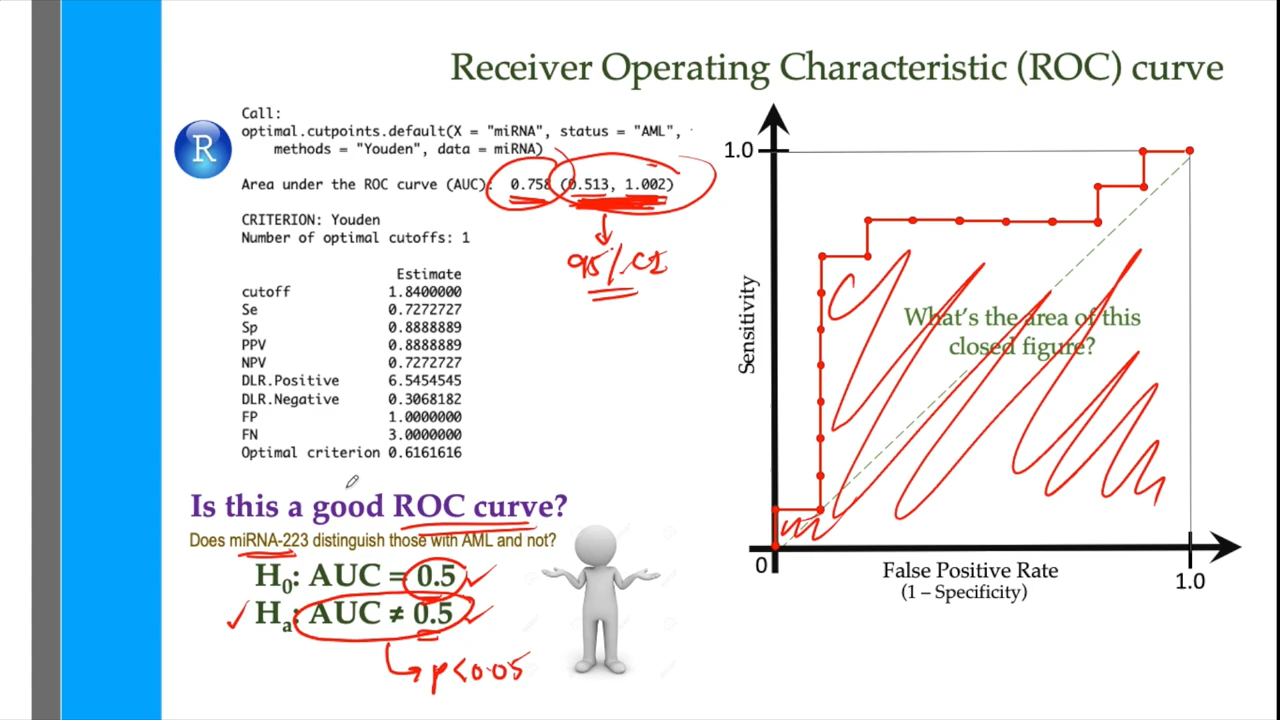 Receiver Operating Characteristic (ROC) curve
R
Call:
optimal.cutpoints.default(X = "miRNA", status = "AML",
methods = "Youden", data = miRNA)
Area under the ROC curve (AUC): 0.758 (0.513, 1.002)
95% CI
CRITERION: Youden
Number of optimal cutoffs: 1
Estimate
cutoff 1.8400000
Se 0.7272727
Sp 0.8888889
PPV 0.8888889
NPV 0.7272727
DLR.Positive 6.5454545
DLR.Negative 0.3068182
FP 1.0000000
FN 3.0000000
Optimal criterion 0.6161616
Is this a good ROC curve?
Does miRNA-223 distinguish those with AML and not?
H0: AUC = 0.5
Ha: AUC ≠ 0.5
p<0.05
1.0
Sensitivity
What's the area of this
closed figure?
0
False Positive Rate
1.0
(1 – Specificity)